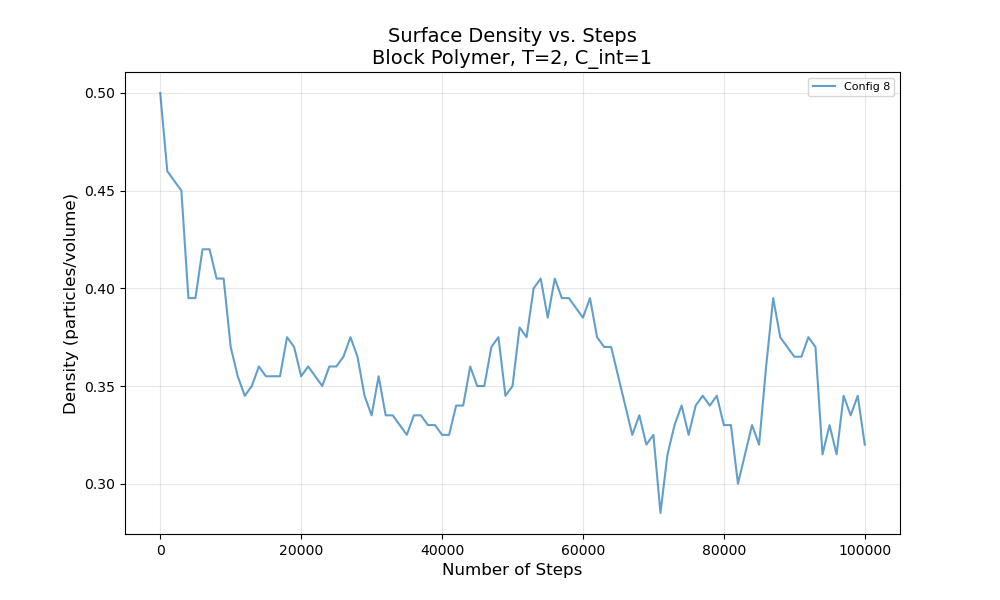 Surface Density vs. Steps
Block Polymer, T=2, C_int=1
Config 8
Density (particles/volume)
0.50
0.45
0.40
0.35
0.30
0
20000
40000
60000
80000
100000
Number of Steps